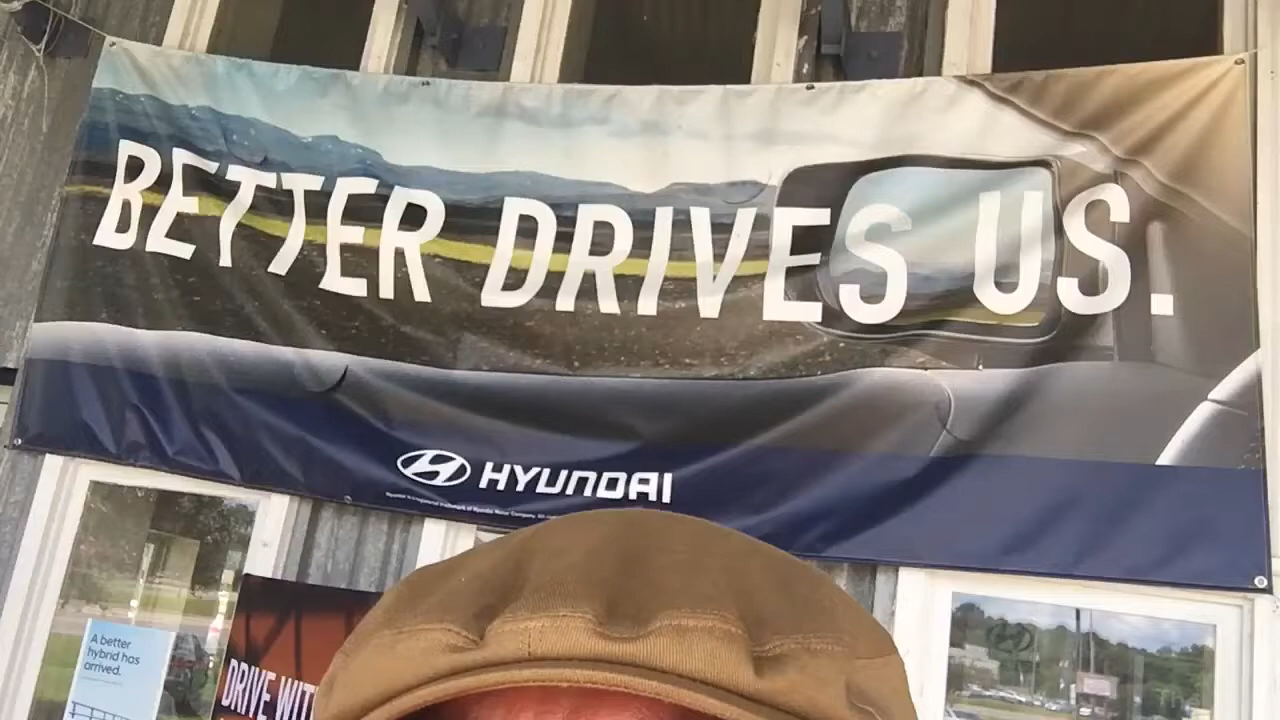 BETTER DRIVES US.
HYUNDAI
A better
hybrid has
arrived.
DRIVE WIT